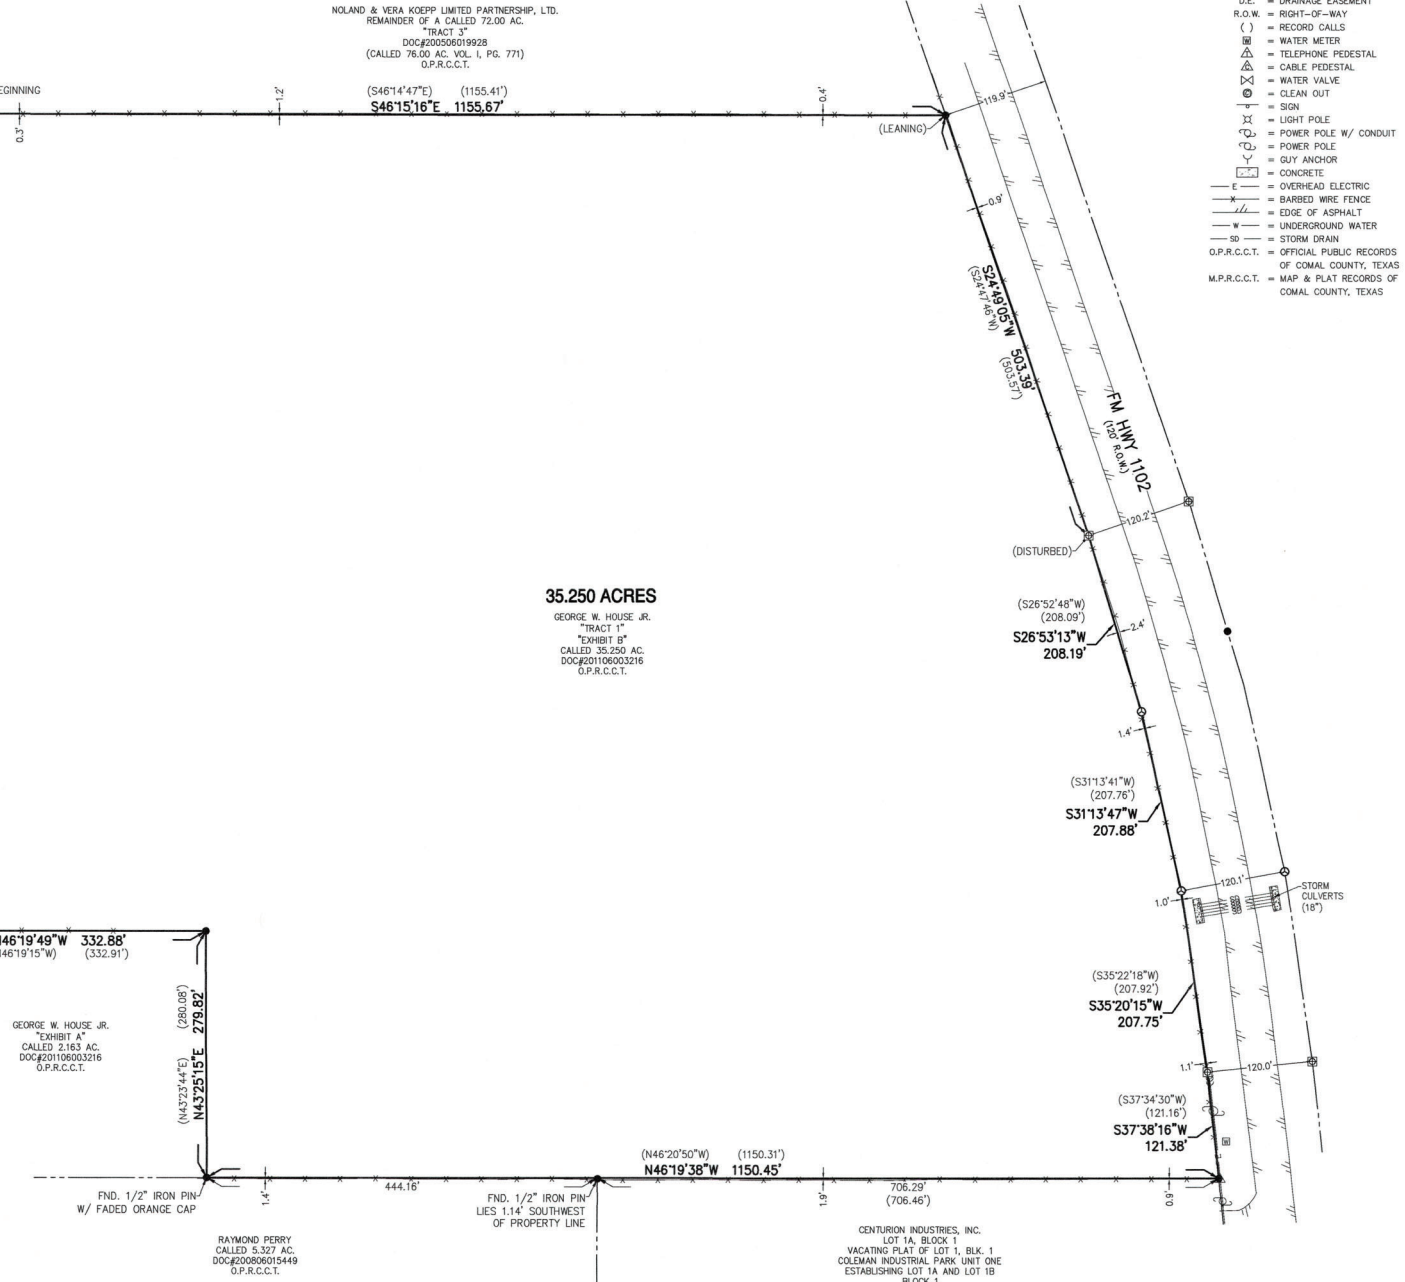 NOLAND & VERA KOEPP LIMITED PARTNERSHIP, LTD.
REMAINDER OF A CALLED 72.00 AC.
"TRACT 3"
DOC#200506019928
(CALLED 76.00 AC. VOL. I, PG. 771)
O.P.R.C.C.T.
EGINNING
0.3'
1.2'
(S46°14'47"E) (1155.41')
S46°15'16"E 1155.67'
0.4'
(LEANING)
119.9'
0.9'
D.E. = DRAINAGE EASEMENT
R.O.W. = RIGHT-OF-WAY
( ) = RECORD CALLS
W = WATER METER
= TELEPHONE PEDESTAL
= CABLE PEDESTAL
= WATER VALVE
= CLEAN OUT
= SIGN
= LIGHT POLE
= POWER POLE W/ CONDUIT
= POWER POLE
= GUY ANCHOR
= CONCRETE
E = OVERHEAD ELECTRIC
= BARBED WIRE FENCE
= EDGE OF ASPHALT
W = UNDERGROUND WATER
SD = STORM DRAIN
O.P.R.C.C.T. = OFFICIAL PUBLIC RECORDS
OF COMAL COUNTY, TEXAS
M.P.R.C.C.T. = MAP & PLAT RECORDS OF
COMAL COUNTY, TEXAS
S24°49'05"W 503.39'
(S24°47'46"W) (503.57')
FM HWY 1102
(120' R.O.W.)
120.2'
(DISTURBED)
35.250 ACRES
GEORGE W. HOUSE JR.
"TRACT 1"
"EXHIBIT B"
CALLED 35.250 AC.
DOC#201106003216
O.P.R.C.C.T.
(S26°52'48"W)
(208.09')
S26°53'13"W
208.19'
2.4'
1.4'
(S31°13'41"W)
(207.76')
S31°13'47"W
207.88'
120.1'
1.0'
STORM
CULVERTS
(18")
(S35°22'18"W)
(207.92')
S35°20'15"W
207.75'
1.1'
120.0'
(S37°34'30"W)
(121.16')
S37°38'16"W
121.38'
W
E
N46°19'49"W 332.88'
46°19'15"W) (332.91')
GEORGE W. HOUSE JR.
"EXHIBIT A"
CALLED 2.163 AC.
DOC#201106003216
O.P.R.C.C.T.
(N43°23'44"E) (280.08')
N43°25'15"E 279.82'
(N46°20'50"W) (1150.31')
N46°19'38"W 1150.45'
FND. 1/2" IRON PIN
W/ FADED ORANGE CAP
1.4'
444.16'
FND. 1/2" IRON PIN
LIES 1.14' SOUTHWEST
OF PROPERTY LINE
1.9'
706.29'
(706.46')
0.9'
RAYMOND PERRY
CALLED 5.327 AC.
DOC#200806015449
O.P.R.C.C.T.
CENTURION INDUSTRIES, INC.
LOT 1A, BLOCK 1
VACATING PLAT OF LOT 1, BLK. 1
COLEMAN INDUSTRIAL PARK UNIT ONE
ESTABLISHING LOT 1A AND LOT 1B
BLOCK 1